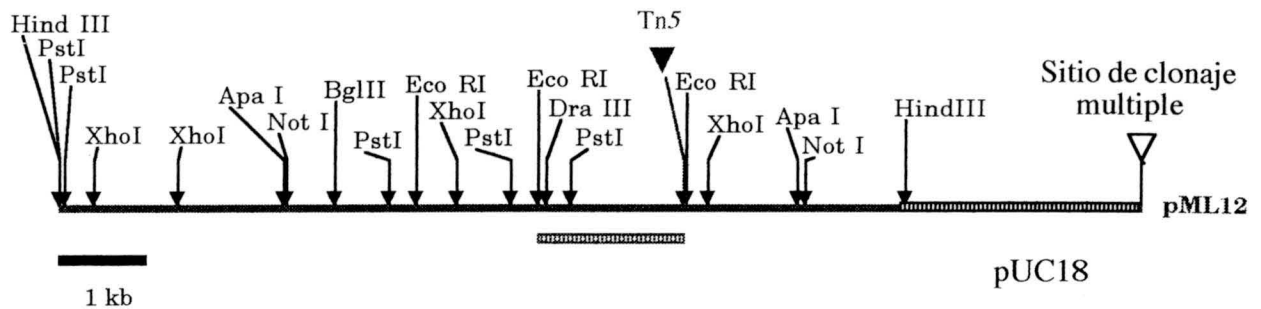 Hind III
PstI
PstI
XhoI
XhoI
Apa I
Not I
BglII
PstI
Eco RI
XhoI
PstI
Eco RI
Dra III
PstI
Tn5
Eco RI
XhoI
Apa I
Not I
HindIII
Sitio de clonaje
multiple
pML12
pUC18
1 kb